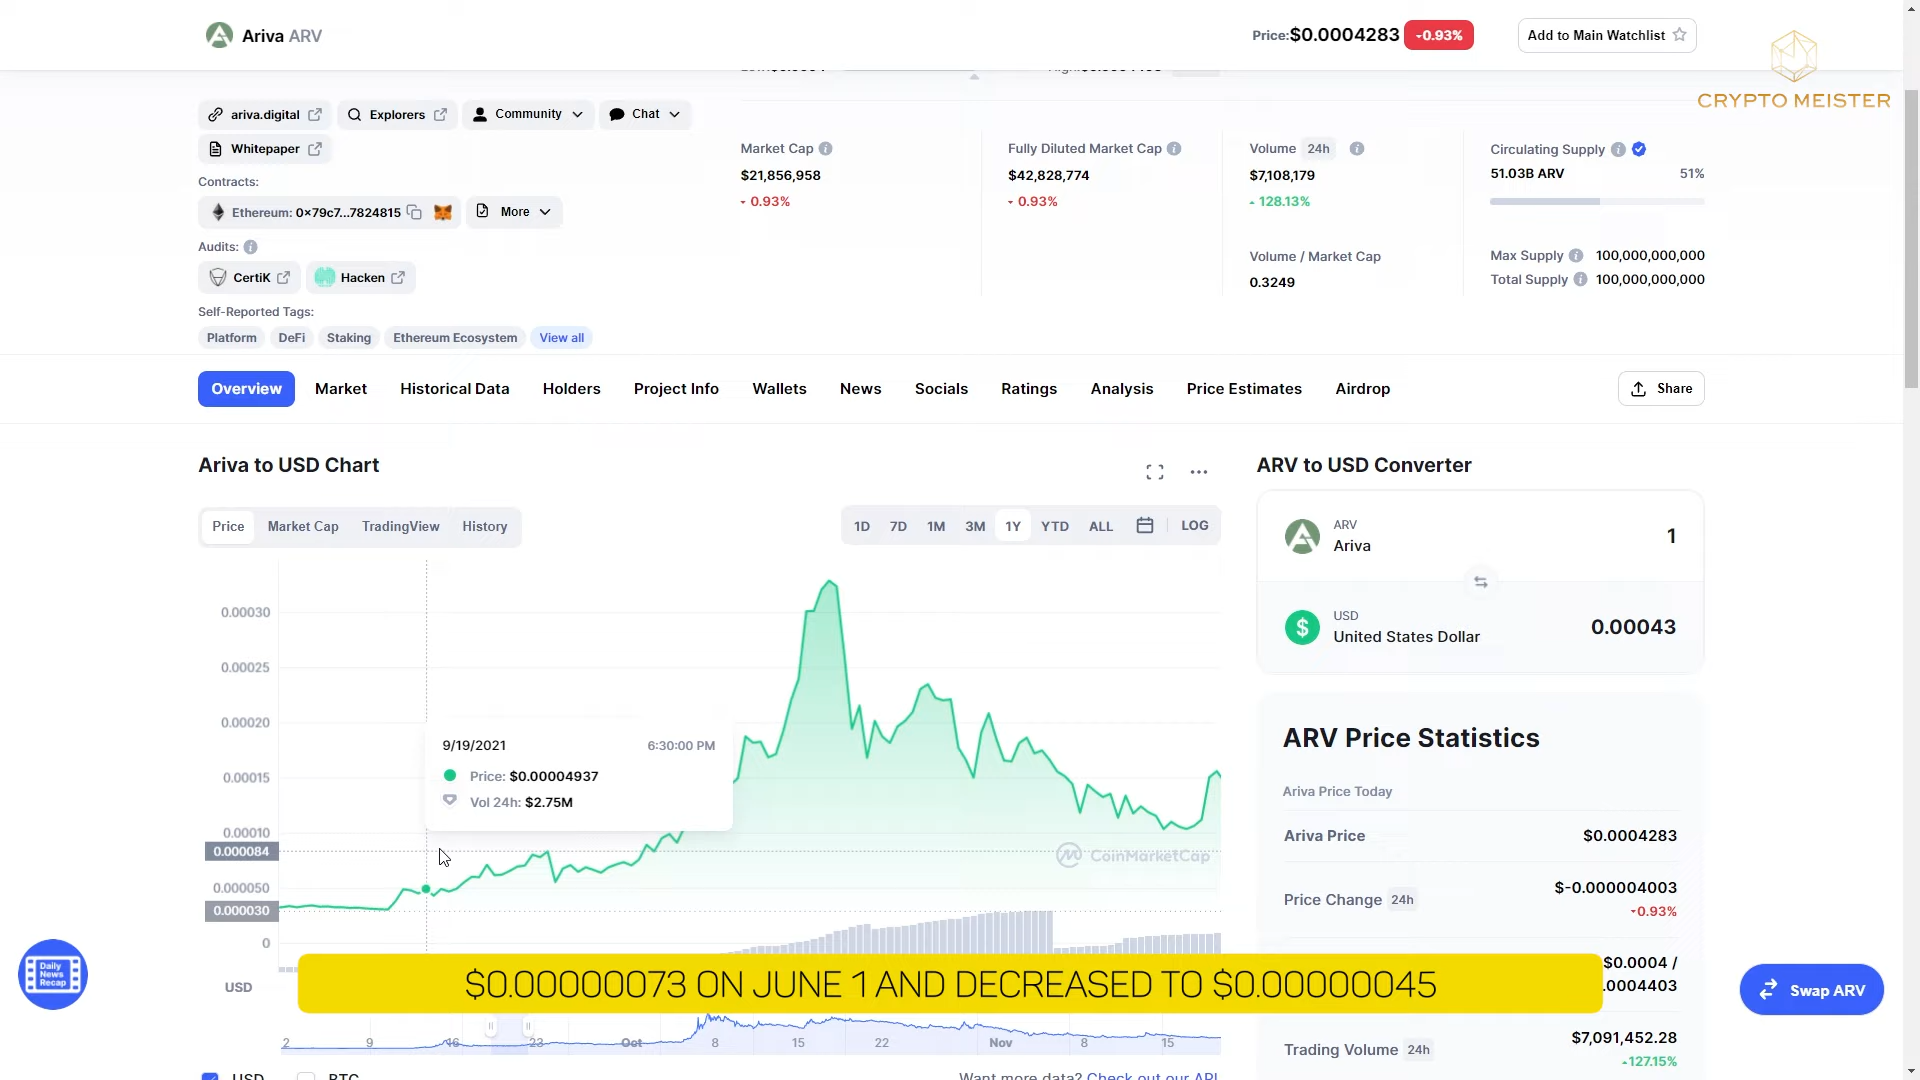 Ariva ARV
Price:$0.0004283 -0.93%
Add to Main Watchlist
CRYPTO MEISTER
ariva.digital
Explorers
Community
Chat
Whitepaper
Contracts:
Ethereum: 0x79c7...7824815
More
Audits:
CertiK
Hacken
Self-Reported Tags:
Platform
DeFi
Staking
Ethereum Ecosystem
View all
Market Cap
$21,856,958
0.93%
Fully Diluted Market Cap
$42,828,774
0.93%
Volume 24h
$7,108,179
128.13%
Volume / Market Cap
0.3249
Circulating Supply
51.03B ARV 51%
Max Supply 100,000,000,000
Total Supply 100,000,000,000
Overview Market Historical Data Holders Project Info Wallets News Socials Ratings Analysis Price Estimates Airdrop Share
Ariva to USD Chart
Price Market Cap TradingView History
1D 7D 1M 3M 1Y YTD ALL LOG
0.00030
0.00025
0.00020
0.00015
0.00010
0.000084
0.000050
0.000030
0
9/19/2021 6:30:00 PM
Price: $0.00004937
Vol 24h: $2.75M
CoinMarketCap
USD
2 9 16 23 Oct 8 15 22 Nov 8 15
$0.00000073 ON JUNE 1 AND DECREASED TO $0.00000045
USD BTC
Want more data? Check out our API
ARV to USD Converter
ARV
Ariva
1
USD
United States Dollar
0.00043
ARV Price Statistics
Ariva Price Today
Ariva Price $0.0004283
Price Change 24h $-0.000004003
0.93%
$0.0004 /
.0004403
Trading Volume 24h $7,091,452.28
127.15%
Daily
News
Recap
Swap ARV